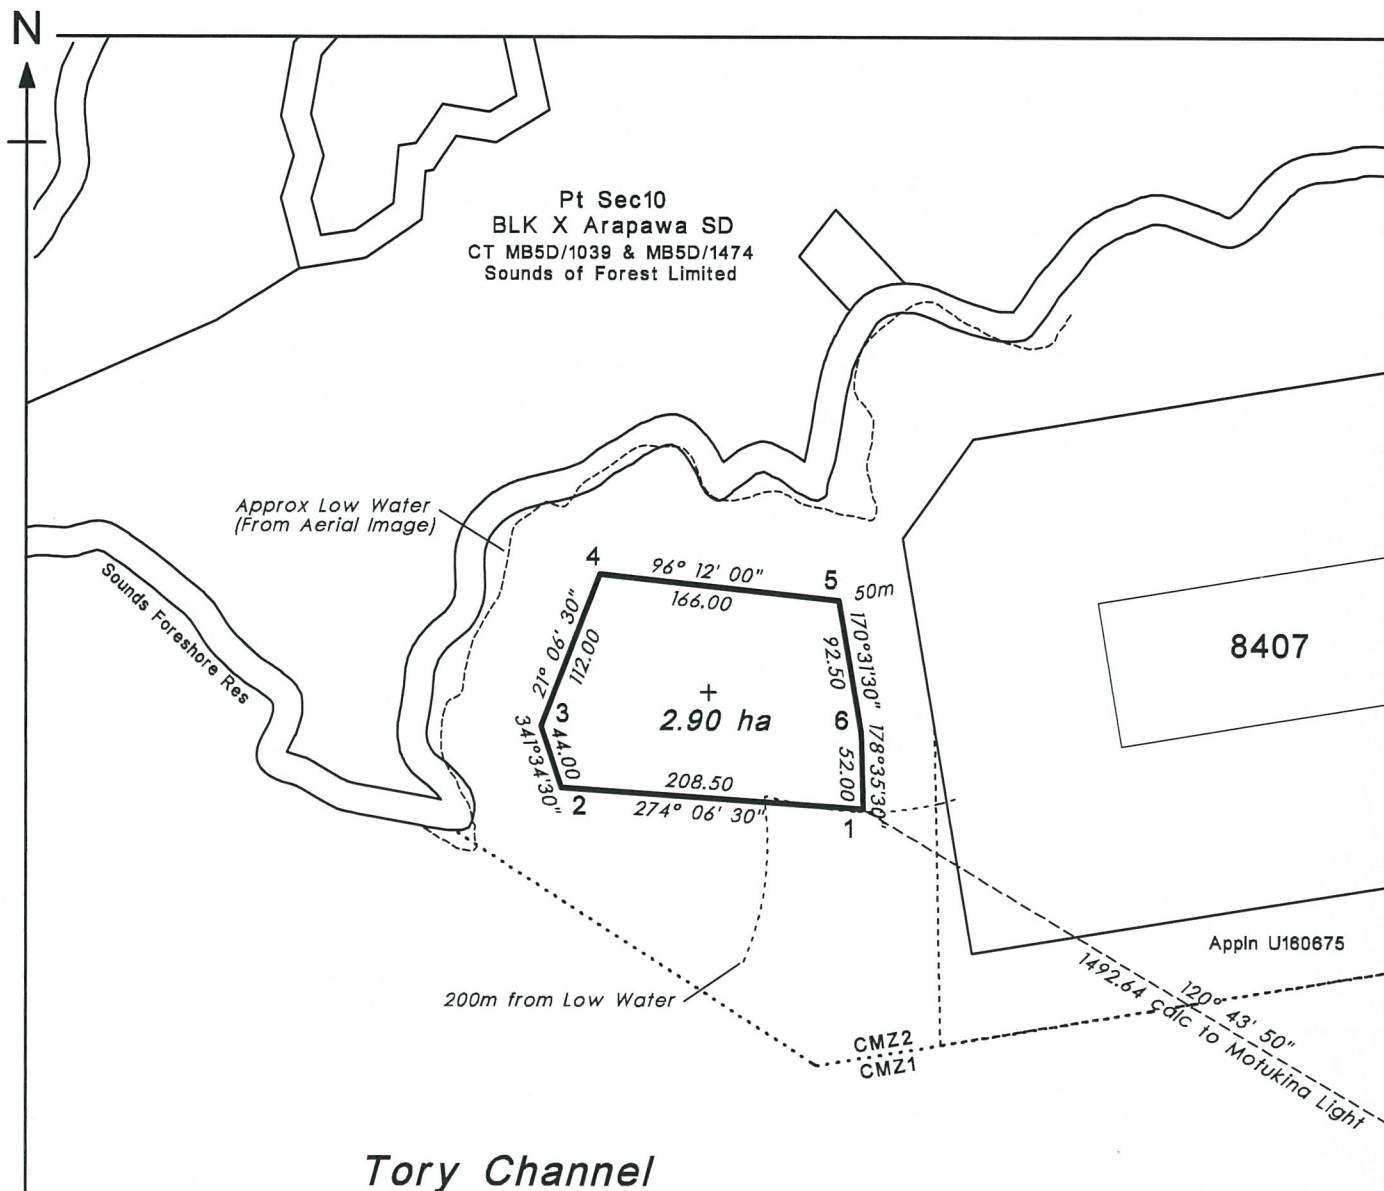 N
Pt Sec10
BLK X Arapawa SD
CT MB5D/1039 & MB5D/1474
Sounds of Forest Limited
Approx Low Water
(From Aerial Image)
Sounds Foreshore Res
4
96° 12' 00"
166.00
5
50m
21° 06' 30"
112.00
170°31'30"
92.50
8407
3
2.90 ha
6
341°34'30"
44.00
178°35'30"
52.00
2
208.50
274° 06' 30"
1
Appln U160675
200m from Low Water
120° 43' 50"
1492.64 calc to Motukina Light
CMZ2
CMZ1
Tory Channel